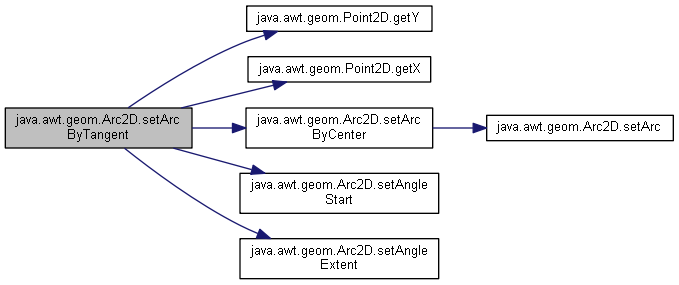 java.awt.geom.Point2D.getY
java.awt.geom.Point2D.getX
java.awt.geom.Arc2D.setArc
ByTangent
java.awt.geom.Arc2D.setArc
ByCenter
java.awt.geom.Arc2D.setArc
java.awt.geom.Arc2D.setAngle
Start
java.awt.geom.Arc2D.setAngle
Extent